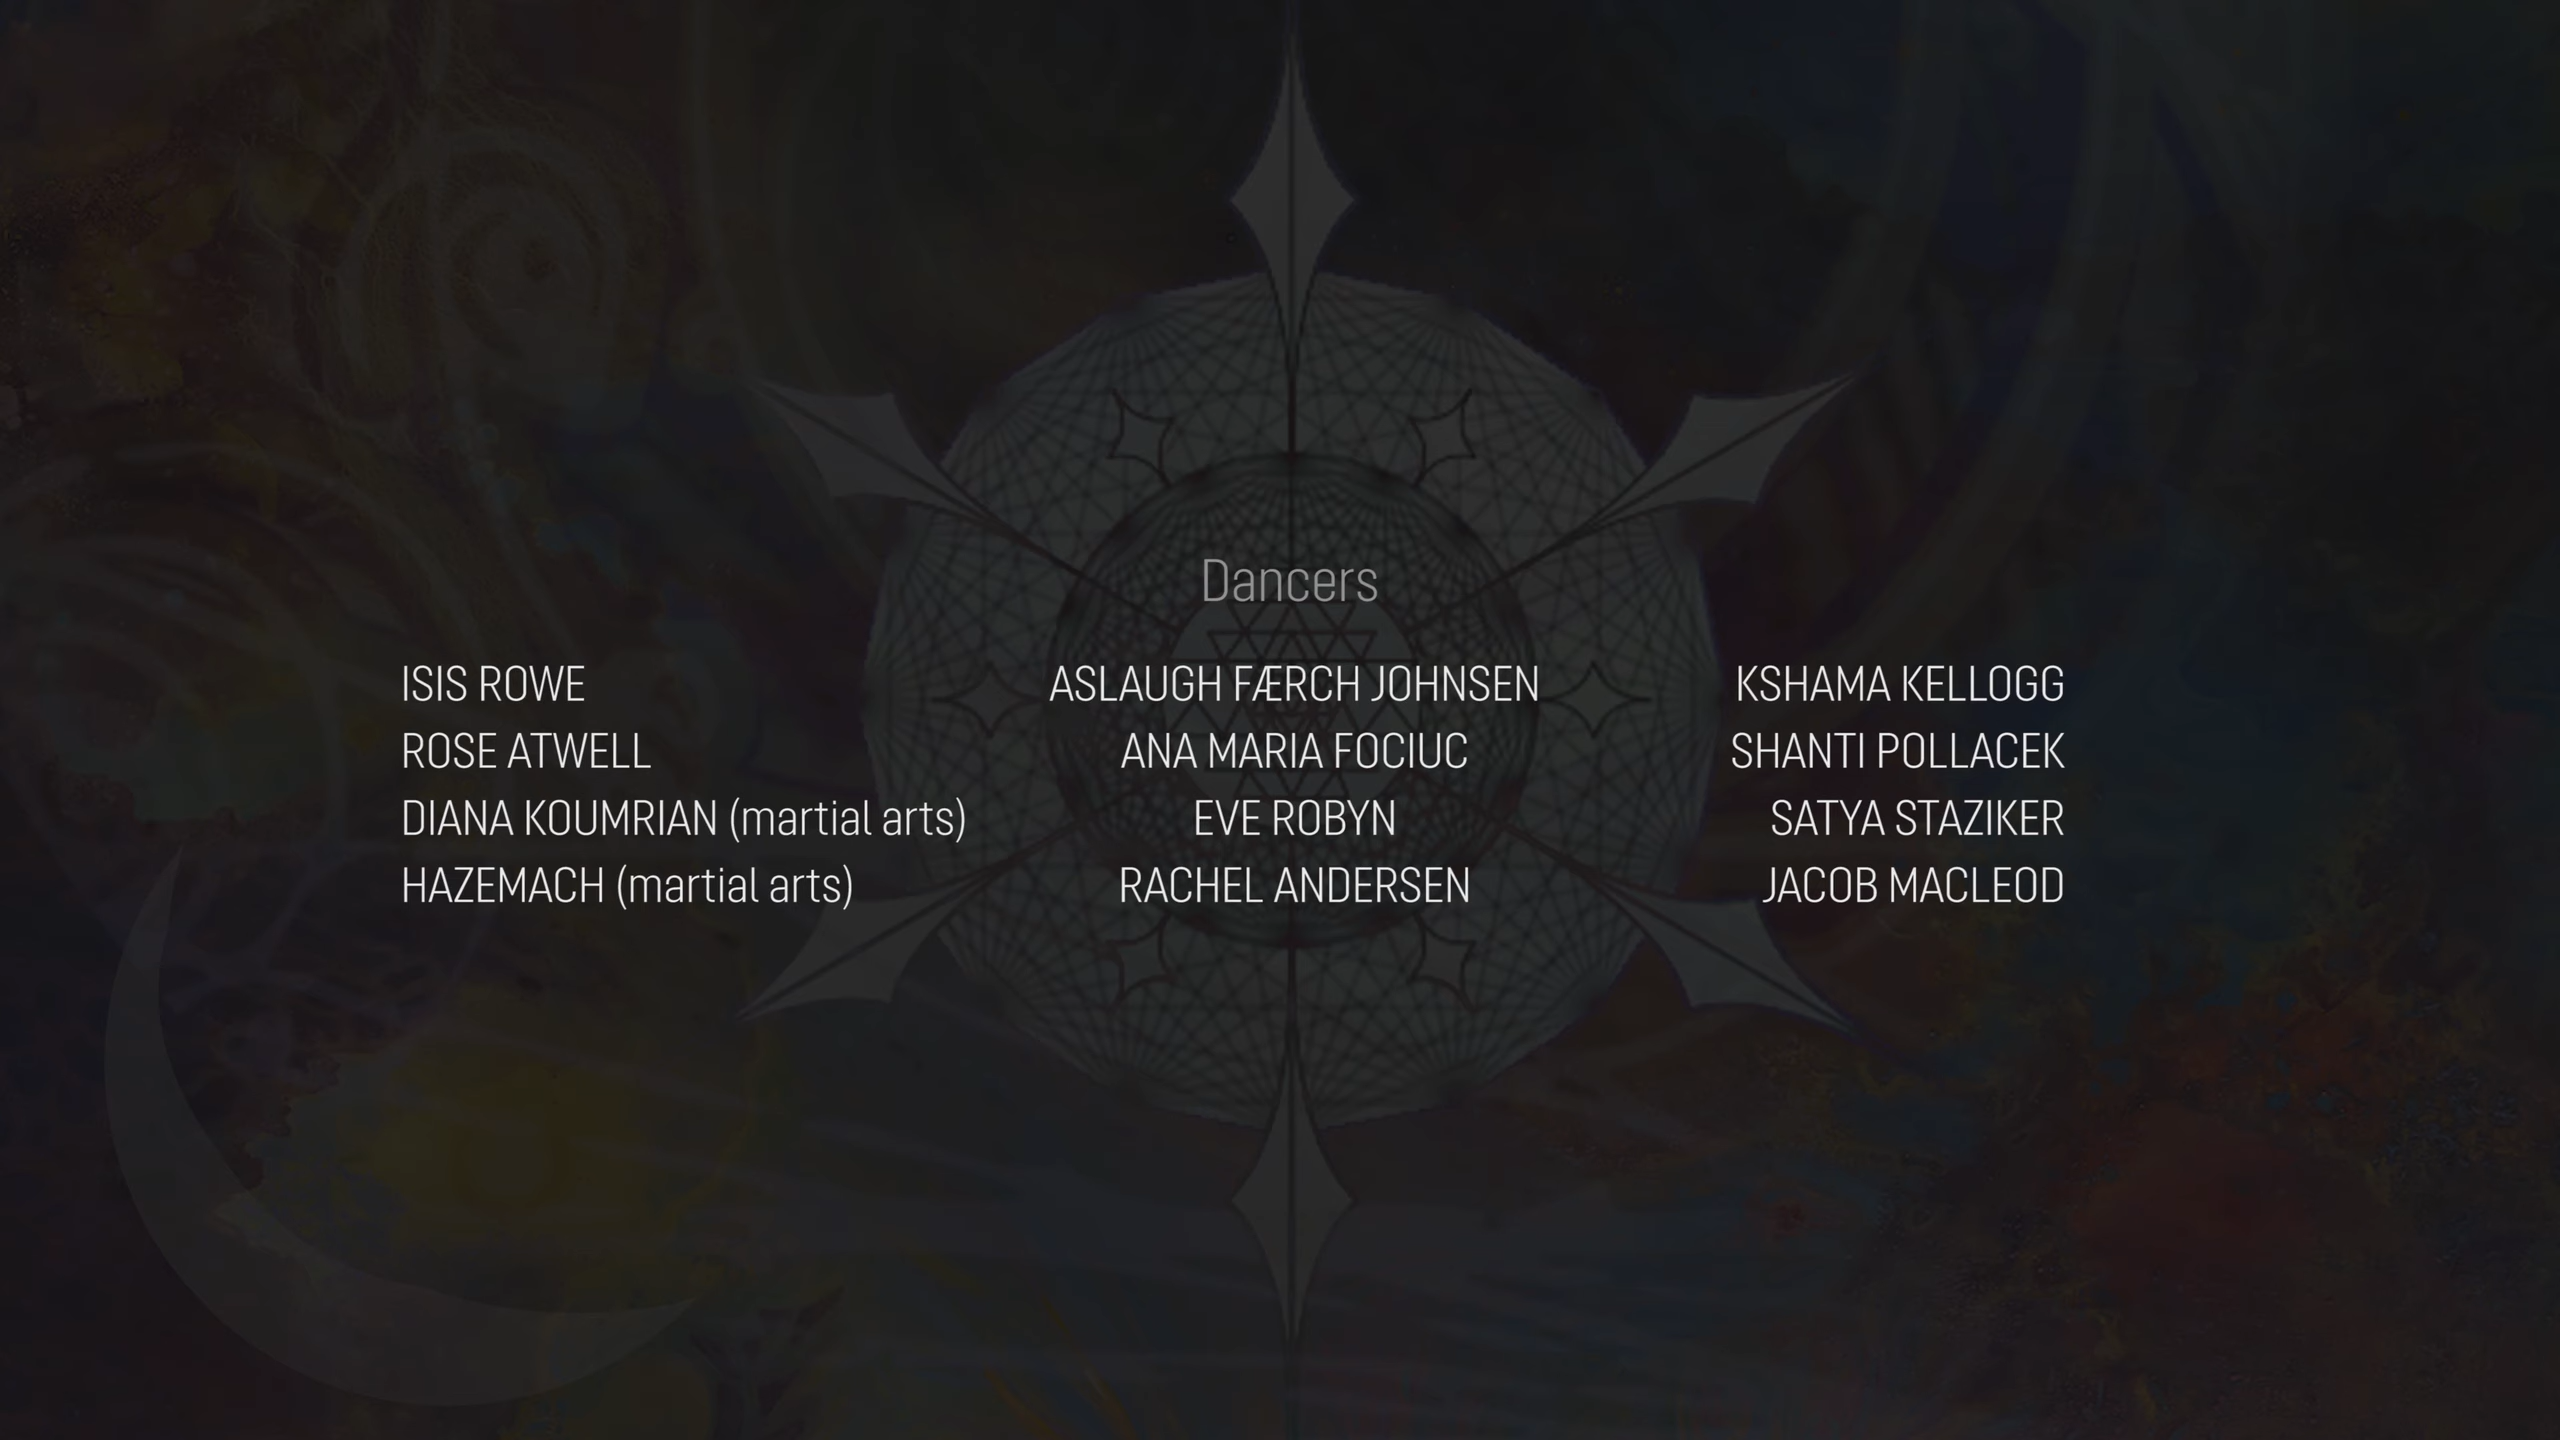 Dancers
ISIS ROWE
ROSE ATWELL
DIANA KOUMRIAN (martial arts)
HAZEMACH (martial arts)
ASLAUGH FÆRCH JOHNSEN
ANA MARIA FOCIUC
EVE ROBYN
RACHEL ANDERSEN
KSHAMA KELLOGG
SHANTI POLLACEK
SATYA STAZIKER
JACOB MACLEOD